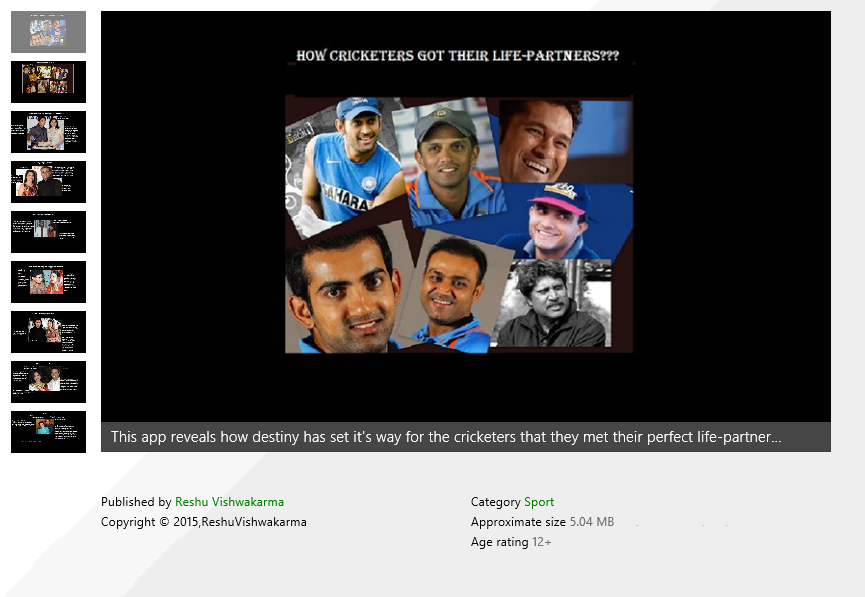 HOW CRICKETERS GOT THEIR LIFE-PARTNERS???
SAHARA
This app reveals how destiny has set it's way for the cricketers that they met their perfect life-partner...
Published by Reshu Vishwakarma
Category Sport
Copyright © 2015,ReshuVishwakarma
Approximate size 5.04 MB
Age rating 12+